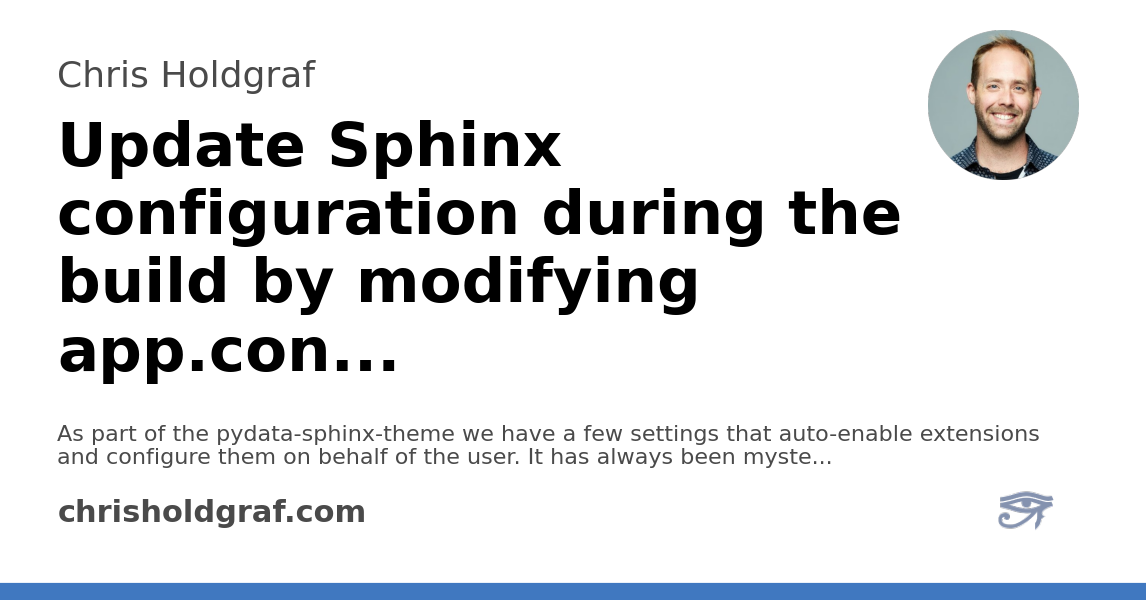 Chris Holdgraf
Update Sphinx
configuration during the
build by modifying
app.con...
As part of the pydata-sphinx-theme we have a few settings that auto-enable extensions
and configure them on behalf of the user. It has always been myste...
chrisholdgraf.com